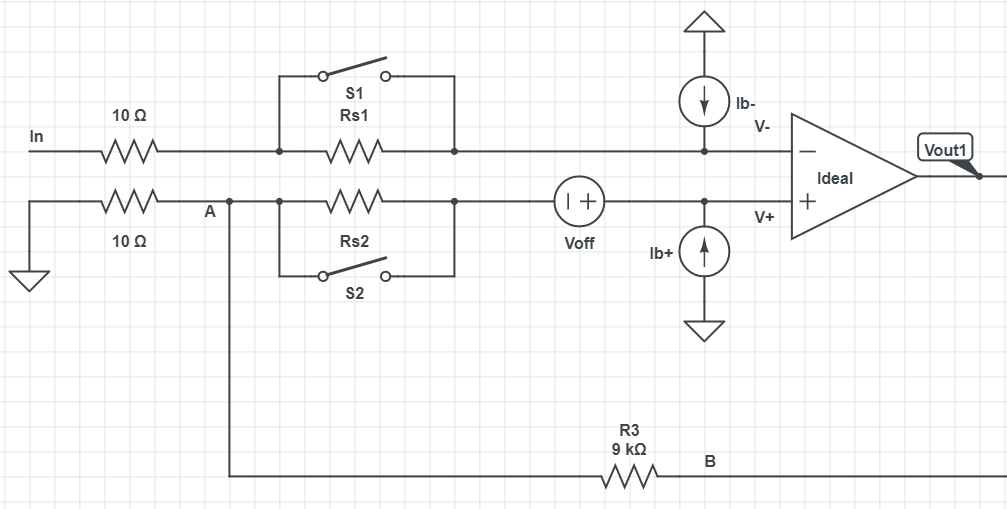 In
10 Ω
S1
Rs1
Ib-
V-
Ideal
Vout1
A
10 Ω
Rs2
S2
Voff
V+
Ib+
R3
9 kΩ
B